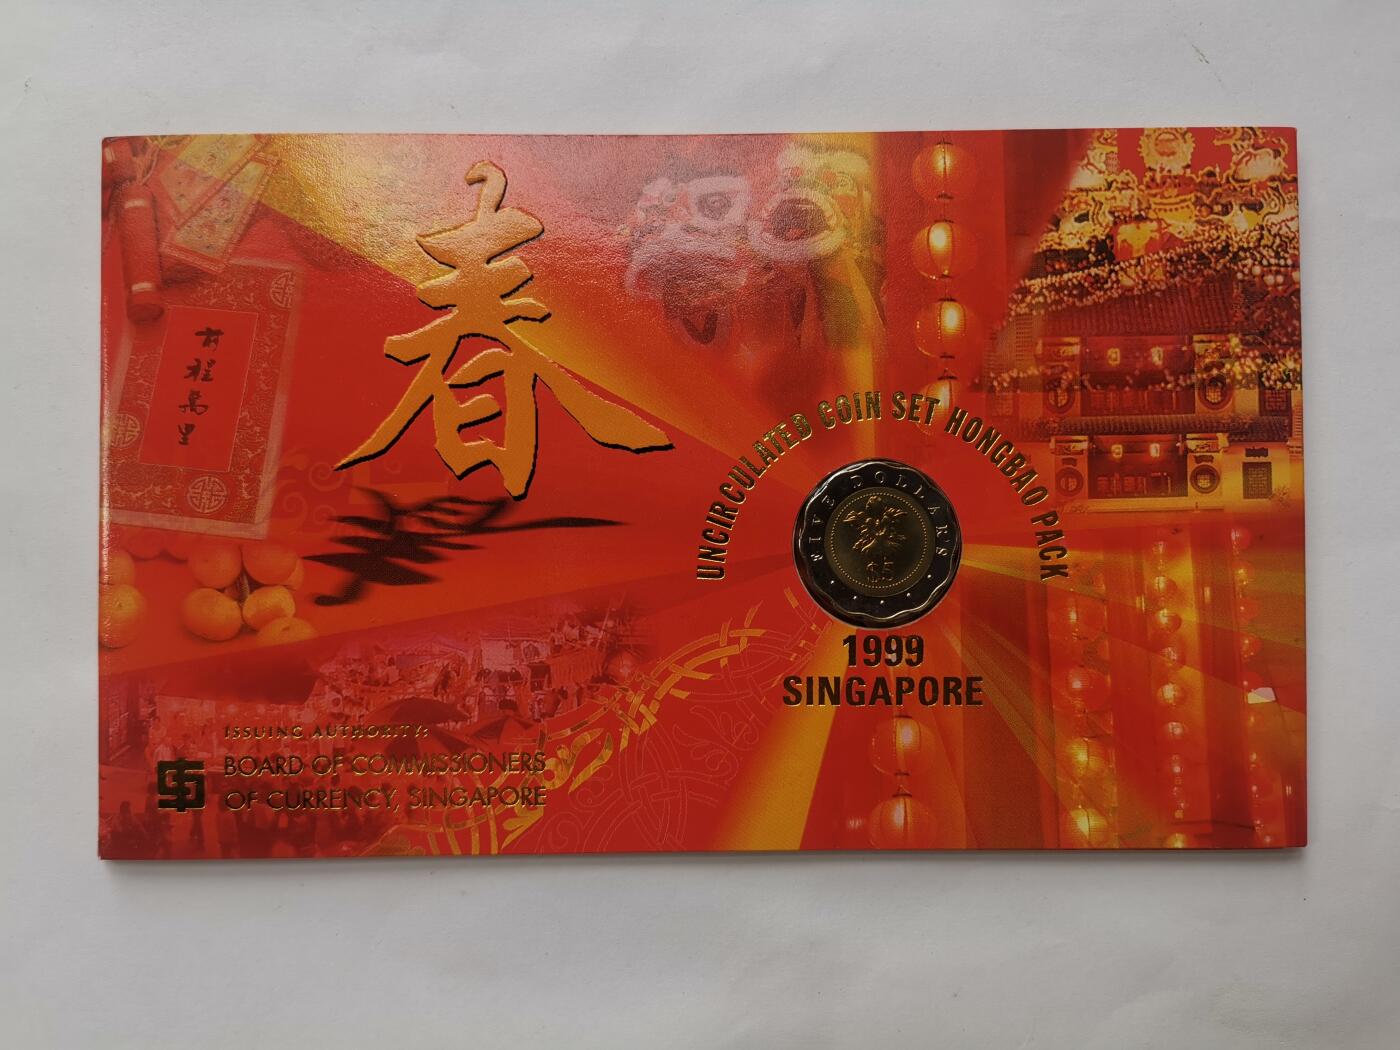 春
前
程
萬
里
UNCIRCULATED COIN SET HONGBAO PACK
FIVE DOLLARS
$5
1999
SINGAPORE
ISSUING AUTHORITY:
BOARD OF COMMISSIONERS
OF CURRENCY, SINGAPORE